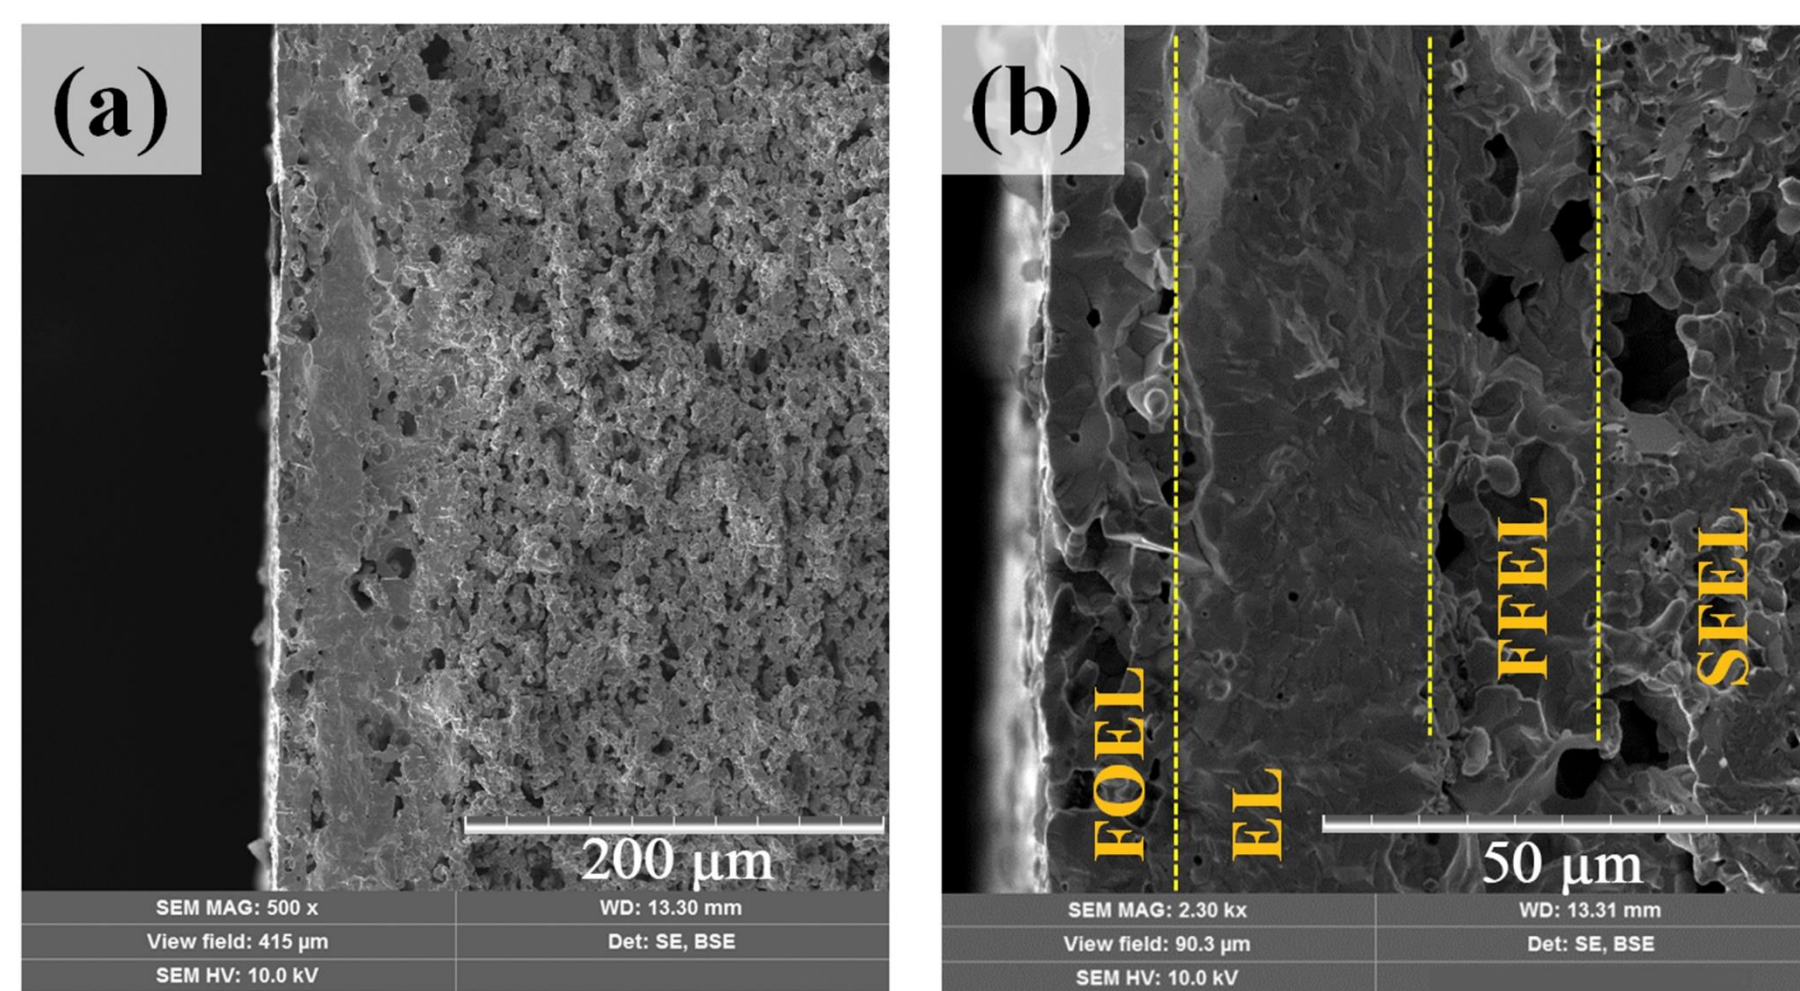 (a)
200 µm
SEM MAG: 500 x
WD: 13.30 mm
View field: 415 µm
Det: SE, BSE
SEM HV: 10.0 kV
(b)
FOEL
EL
FFEL
SFEL
50 µm
SEM MAG: 2.30 kx
WD: 13.31 mm
View field: 90.3 µm
Det: SE, BSE
SEM HV: 10.0 kV